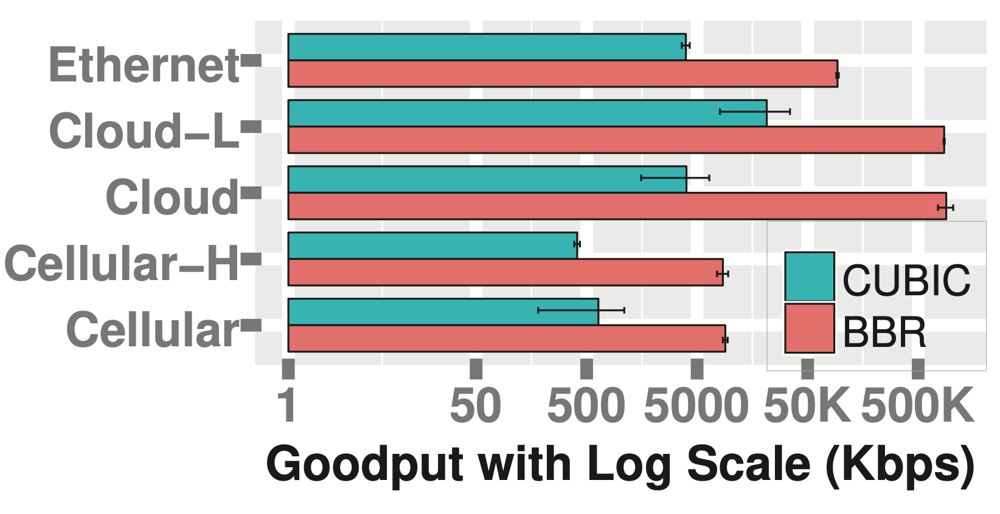 Ethernet
Cloud–L
Cloud
Cellular–H
Cellular
CUBIC
BBR
1 50 500 5000 50K 500K
Goodput with Log Scale (Kbps)